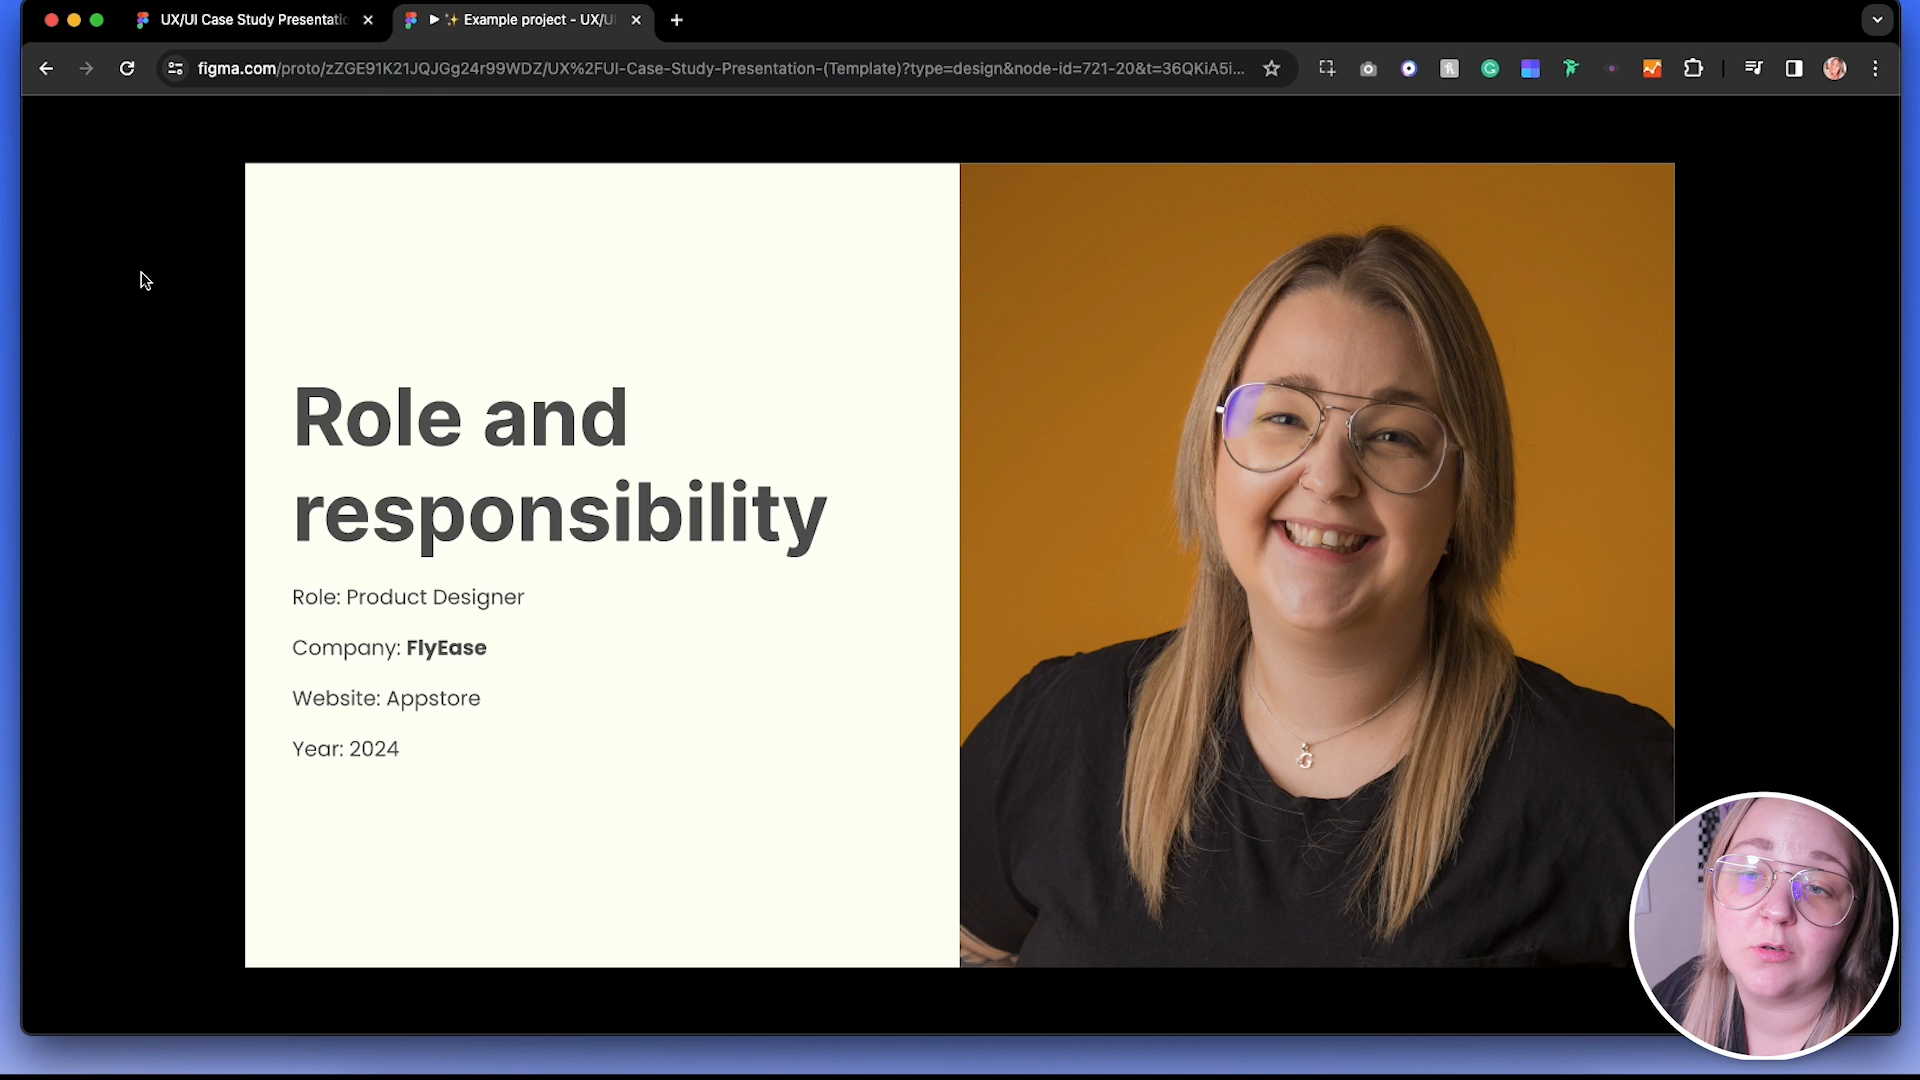 UX/UI Case Study Presentatio
▶ ✨ Example project - UX/U
figma.com/proto/zZGE91K21JQJGg24r99WDZ/UX%2FUI-Case-Study-Presentation-(Template)?type=design&node-id=721-20&t=36QKiA5i...
Role and
responsibility
Role: Product Designer
Company: FlyEase
Website: Appstore
Year: 2024
G